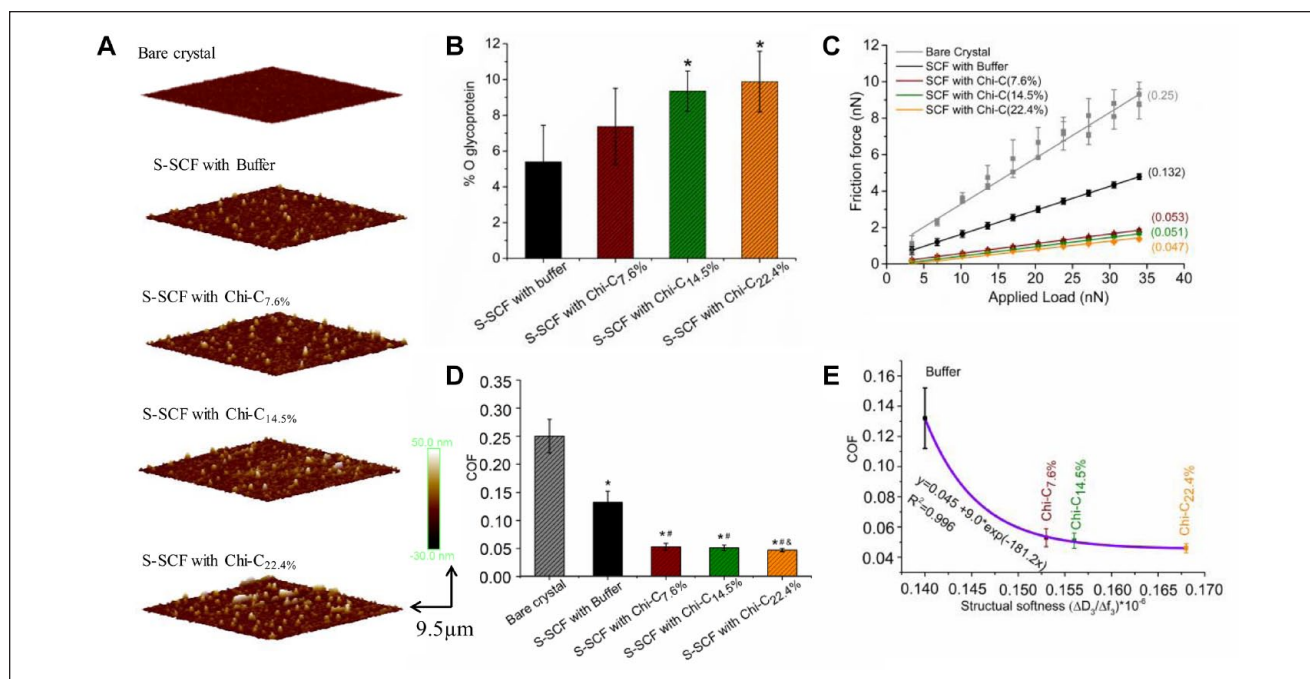 A
Bare crystal
S-SCF with Buffer
S-SCF with Chi-C7.6%
S-SCF with Chi-C14.5%
S-SCF with Chi-C22.4%
50.0 nm
-30.0 nm
9.5μm
B
% O glycoprotein
12
10
8
6
4
2
0
S-SCF with buffer
S-SCF with Chi-C7.6%
S-SCF with Chi-C14.5%
S-SCF with Chi-C22.4%
*
*
C
Friction force (nN)
12
10
8
6
4
2
0
Bare Crystal
SCF with Buffer
SCF with Chi-C(7.6%)
SCF with Chi-C(14.5%)
SCF with Chi-C(22.4%)
(0.25)
(0.132)
(0.053)
(0.051)
(0.047)
0 5 10 15 20 25 30 35 40
Applied Load (nN)
D
COF
0.35
0.30
0.25
0.20
0.15
0.10
0.05
0.00
*
*#
*#
*#&
Bare crystal
S-SCF with Buffer
S-SCF with Chi-C7.6%
S-SCF with Chi-C14.5%
S-SCF with Chi-C22.4%
E
COF
0.16
0.14
0.12
0.10
0.08
0.06
0.04
Buffer
y=0.045 +9.0*exp(-181.2x)
R2=0.996
Chi-C7.6%
Chi-C14.5%
Chi-C22.4%
0.140 0.145 0.150 0.155 0.160 0.165 0.170
Structual softness (ΔD3/Δf3)*10-6